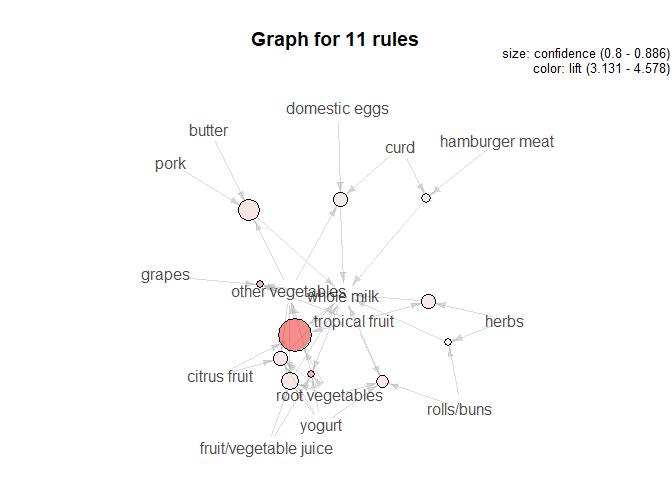 Graph for 11 rules
size: confidence (0.8 - 0.886)
color: lift (3.131 - 4.578)
domestic eggs
butter
curd
hamburger meat
pork
grapes
other vegetables
whole milk
tropical fruit
herbs
citrus fruit
root vegetables
rolls/buns
yogurt
fruit/vegetable juice